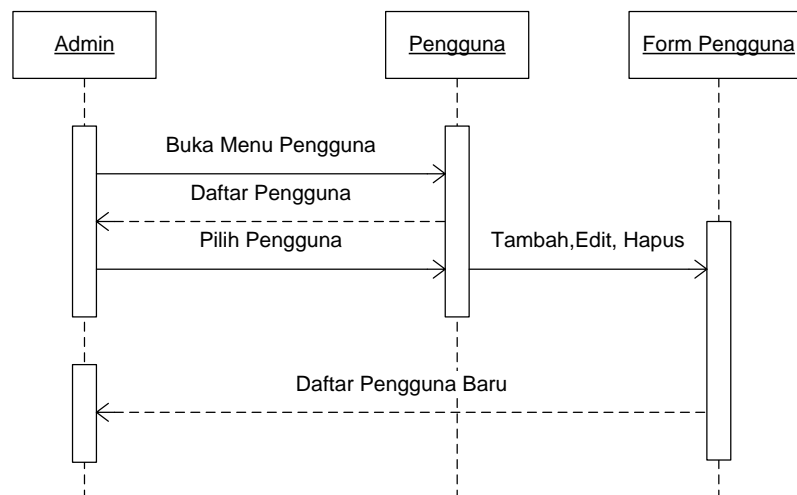 Admin
Pengguna
Form Pengguna
Buka Menu Pengguna
Daftar Pengguna
Pilih Pengguna
Tambah,Edit, Hapus
Daftar Pengguna Baru